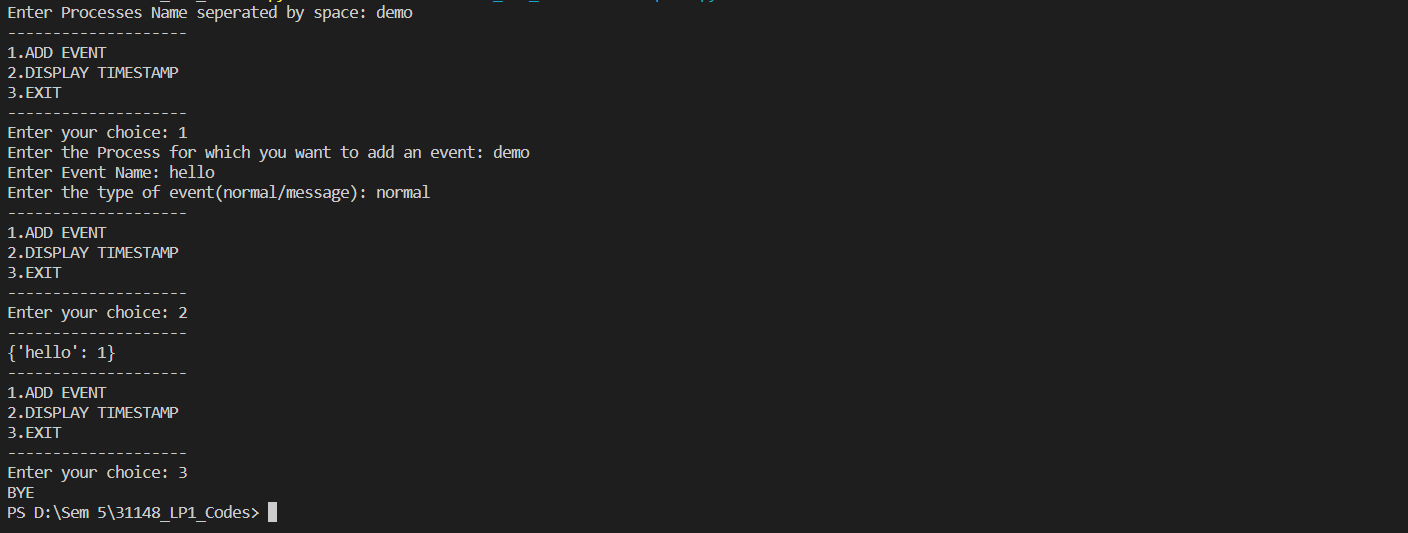 Enter Processes Name seperated by space: demo
--------------------
1.ADD EVENT
2.DISPLAY TIMESTAMP
3.EXIT
--------------------
Enter your choice: 1
Enter the Process for which you want to add an event: demo
Enter Event Name: hello
Enter the type of event(normal/message): normal
--------------------
1.ADD EVENT
2.DISPLAY TIMESTAMP
3.EXIT
--------------------
Enter your choice: 2
--------------------
{'hello': 1}
--------------------
1.ADD EVENT
2.DISPLAY TIMESTAMP
3.EXIT
--------------------
Enter your choice: 3
BYE
PS D:\Sem 5\31148_LP1_Codes>